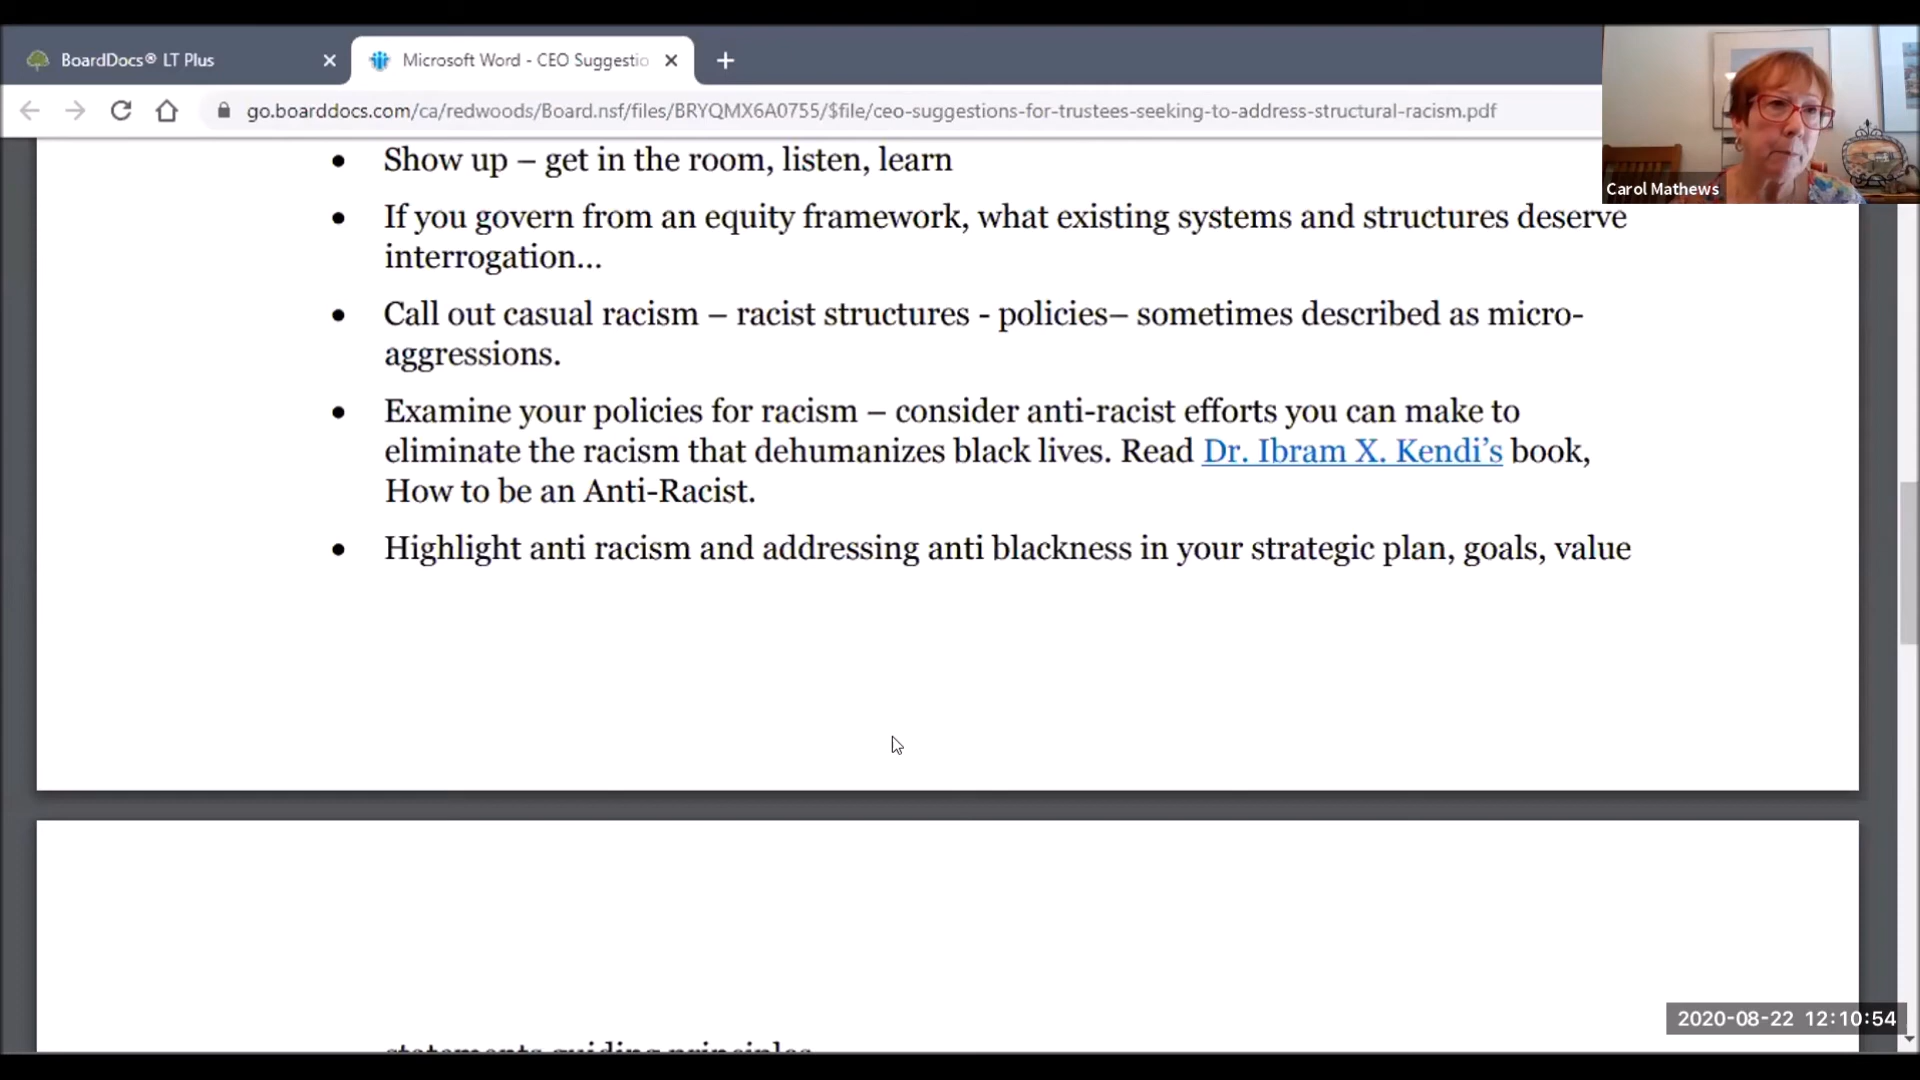 BoardDocs® LT Plus
Microsoft Word - CEO Suggestio
go.boarddocs.com/ca/redwoods/Board.nsf/files/BRYQMX6A0755/$file/ceo-suggestions-for-trustees-seeking-to-address-structural-racism.pdf
Carol Mathews
• Show up – get in the room, listen, learn
• If you govern from an equity framework, what existing systems and structures deserve
interrogation...
• Call out casual racism – racist structures - policies– sometimes described as micro-
aggressions.
• Examine your policies for racism – consider anti-racist efforts you can make to
eliminate the racism that dehumanizes black lives. Read Dr. Ibram X. Kendi’s book,
How to be an Anti-Racist.
• Highlight anti racism and addressing anti blackness in your strategic plan, goals, value
statements guiding principles
2020-08-22 12:10:54